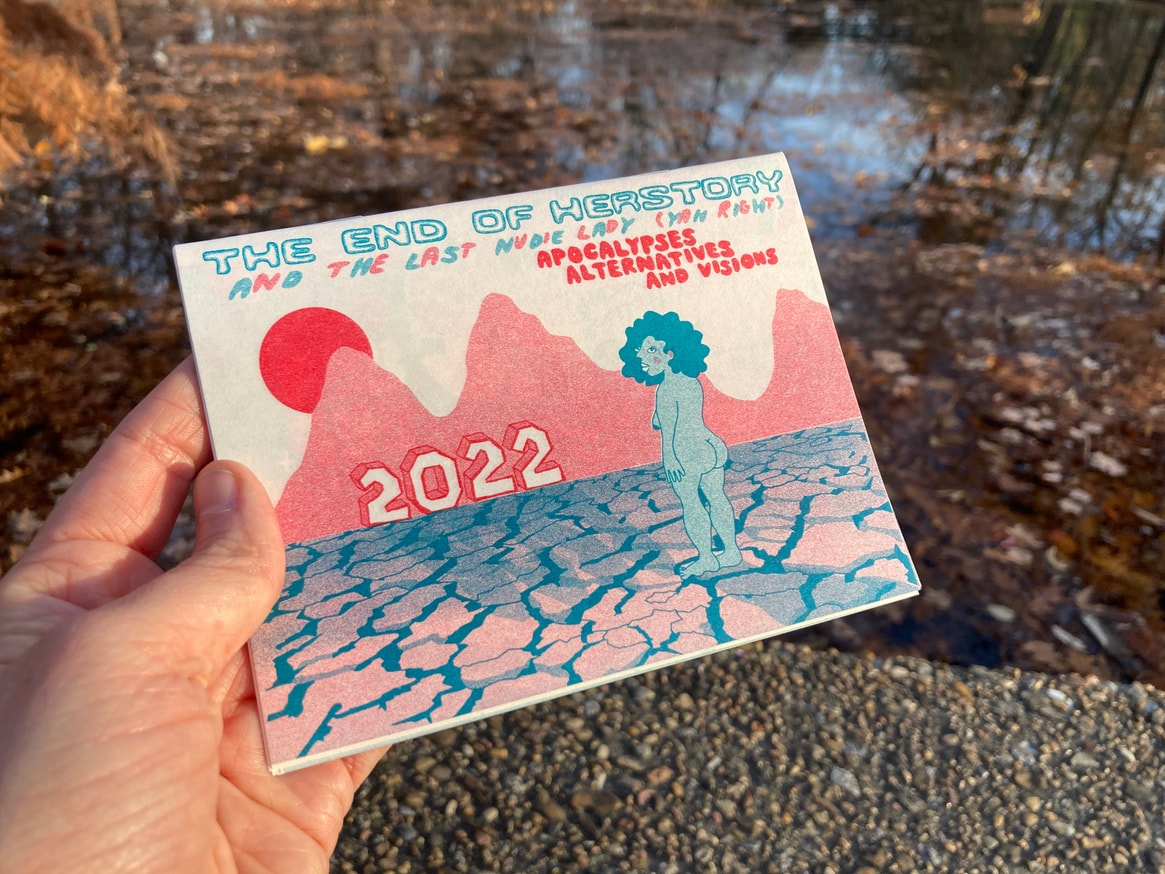 THE END OF HERSTORY
AND THE LAST NUDIE LADY (YAH RIGHT)
APOCALYPSES
ALTERNATIVES
AND VISIONS
2022